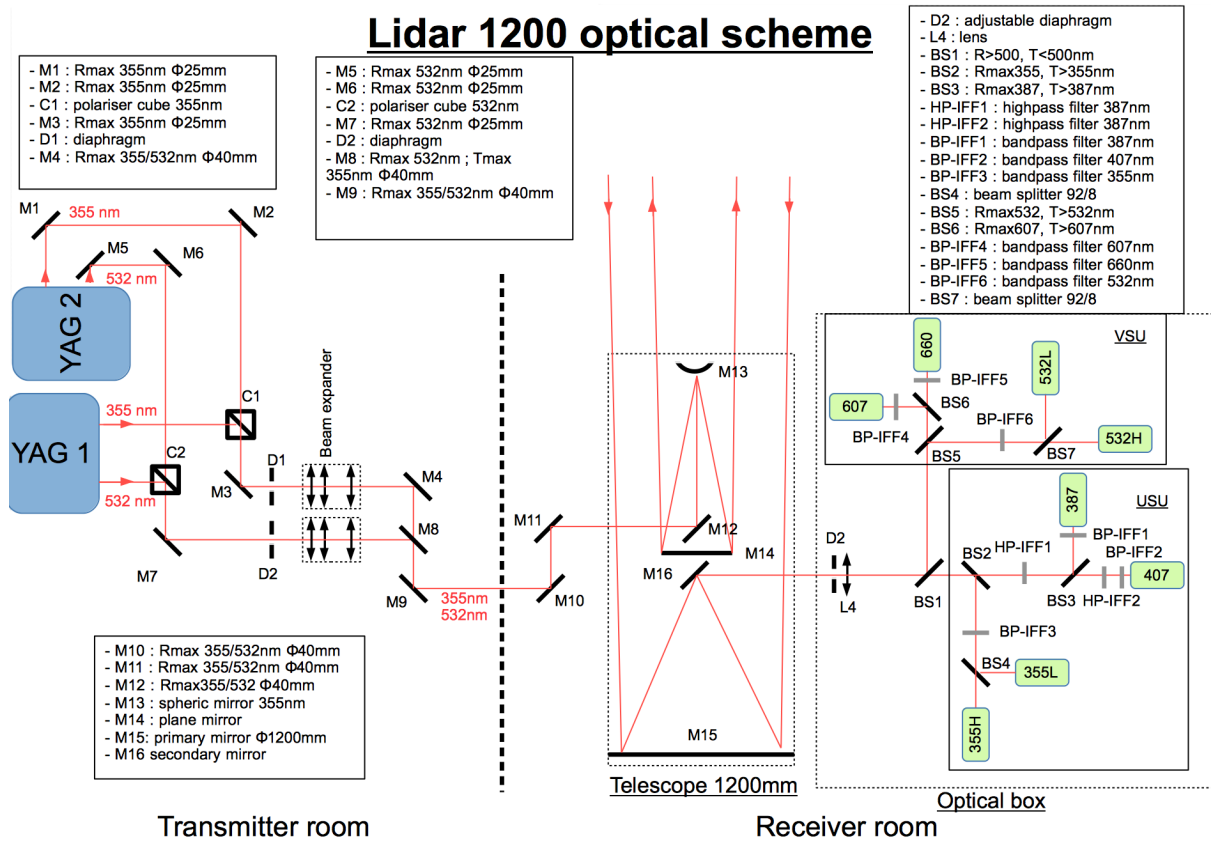 Lidar 1200 optical scheme
- M1 : Rmax 355nm Φ25mm
- M2 : Rmax 355nm Φ25mm
- C1 : polariser cube 355nm
- M3 : Rmax 355nm Φ25mm
- D1 : diaphragm
- M4 : Rmax 355/532nm Φ40mm
- M5 : Rmax 532nm Φ25mm
- M6 : Rmax 532nm Φ25mm
- C2 : polariser cube 532nm
- M7 : Rmax 532nm Φ25mm
- D2 : diaphragm
- M8 : Rmax 532nm ; Tmax
355nm Φ40mm
- M9 : Rmax 355/532nm Φ40mm
- D2 : adjustable diaphragm
- L4 : lens
- BS1 : R>500, T<500nm
- BS2 : Rmax355, T>355nm
- BS3 : Rmax387, T>387nm
- HP-IFF1 : highpass filter 387nm
- HP-IFF2 : highpass filter 387nm
- BP-IFF1 : bandpass filter 387nm
- BP-IFF2 : bandpass filter 407nm
- BP-IFF3 : bandpass filter 355nm
- BS4 : beam splitter 92/8
- BS5 : Rmax532, T>532nm
- BS6 : Rmax607, T>607nm
- BP-IFF4 : bandpass filter 607nm
- BP-IFF5 : bandpass filter 660nm
- BP-IFF6 : bandpass filter 532nm
- BS7 : beam splitter 92/8
M1
355 nm
M2
M5
M6
532 nm
YAG 2
355 nm
C1
YAG 1
C2
532 nm
M3
D1
Beam expander
M4
M8
M7
D2
M9
355nm
532nm
M10
M11
M12
M13
M14
M16
M15
Telescope 1200mm
D2
L4
BS1
VSU
660
BP-IFF5
532L
607
BS6
BP-IFF6
BP-IFF4
BS5
BS7
532H
USU
387
HP-IFF1
BP-IFF1
BS2
BP-IFF2
407
BS3
HP-IFF2
BP-IFF3
BS4
355L
355H
Optical box
- M10 : Rmax 355/532nm Φ40mm
- M11 : Rmax 355/532nm Φ40mm
- M12 : Rmax355/532 Φ40mm
- M13 : spheric mirror 355nm
- M14 : plane mirror
- M15: primary mirror Φ1200mm
- M16 secondary mirror
Transmitter room
Receiver room